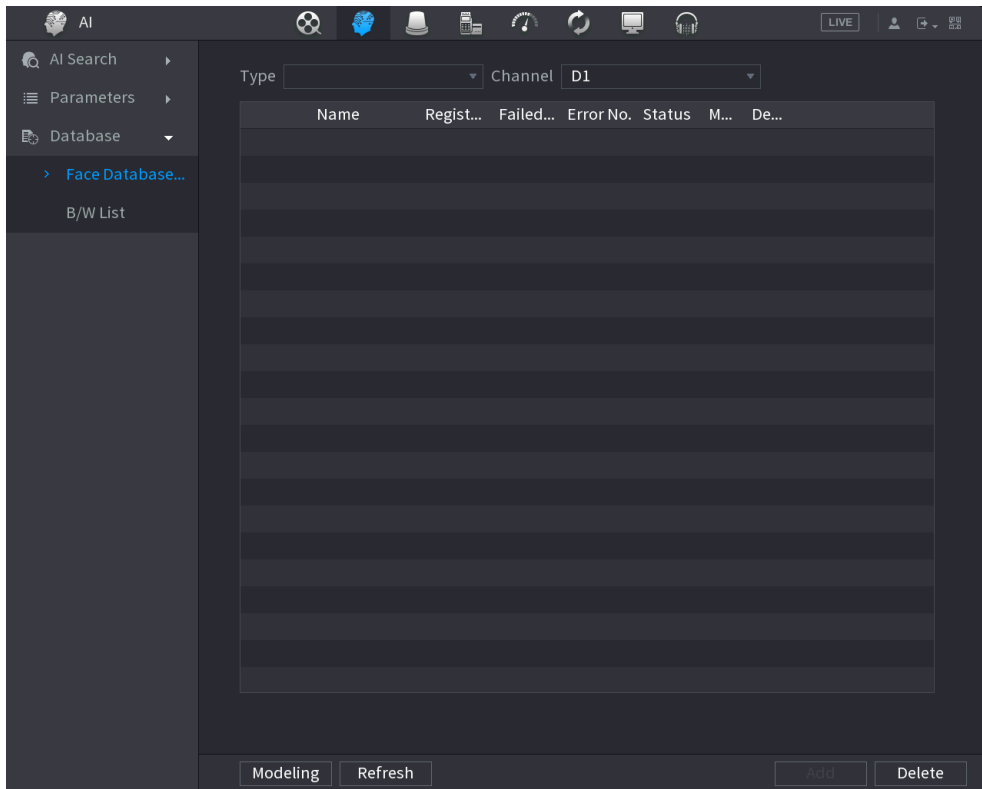 AI
LIVE
AI Search
Parameters
Database
Face Database...
B/W List
Type
Channel D1
Name Regist... Failed... Error No. Status M... De...
Modeling Refresh Add Delete